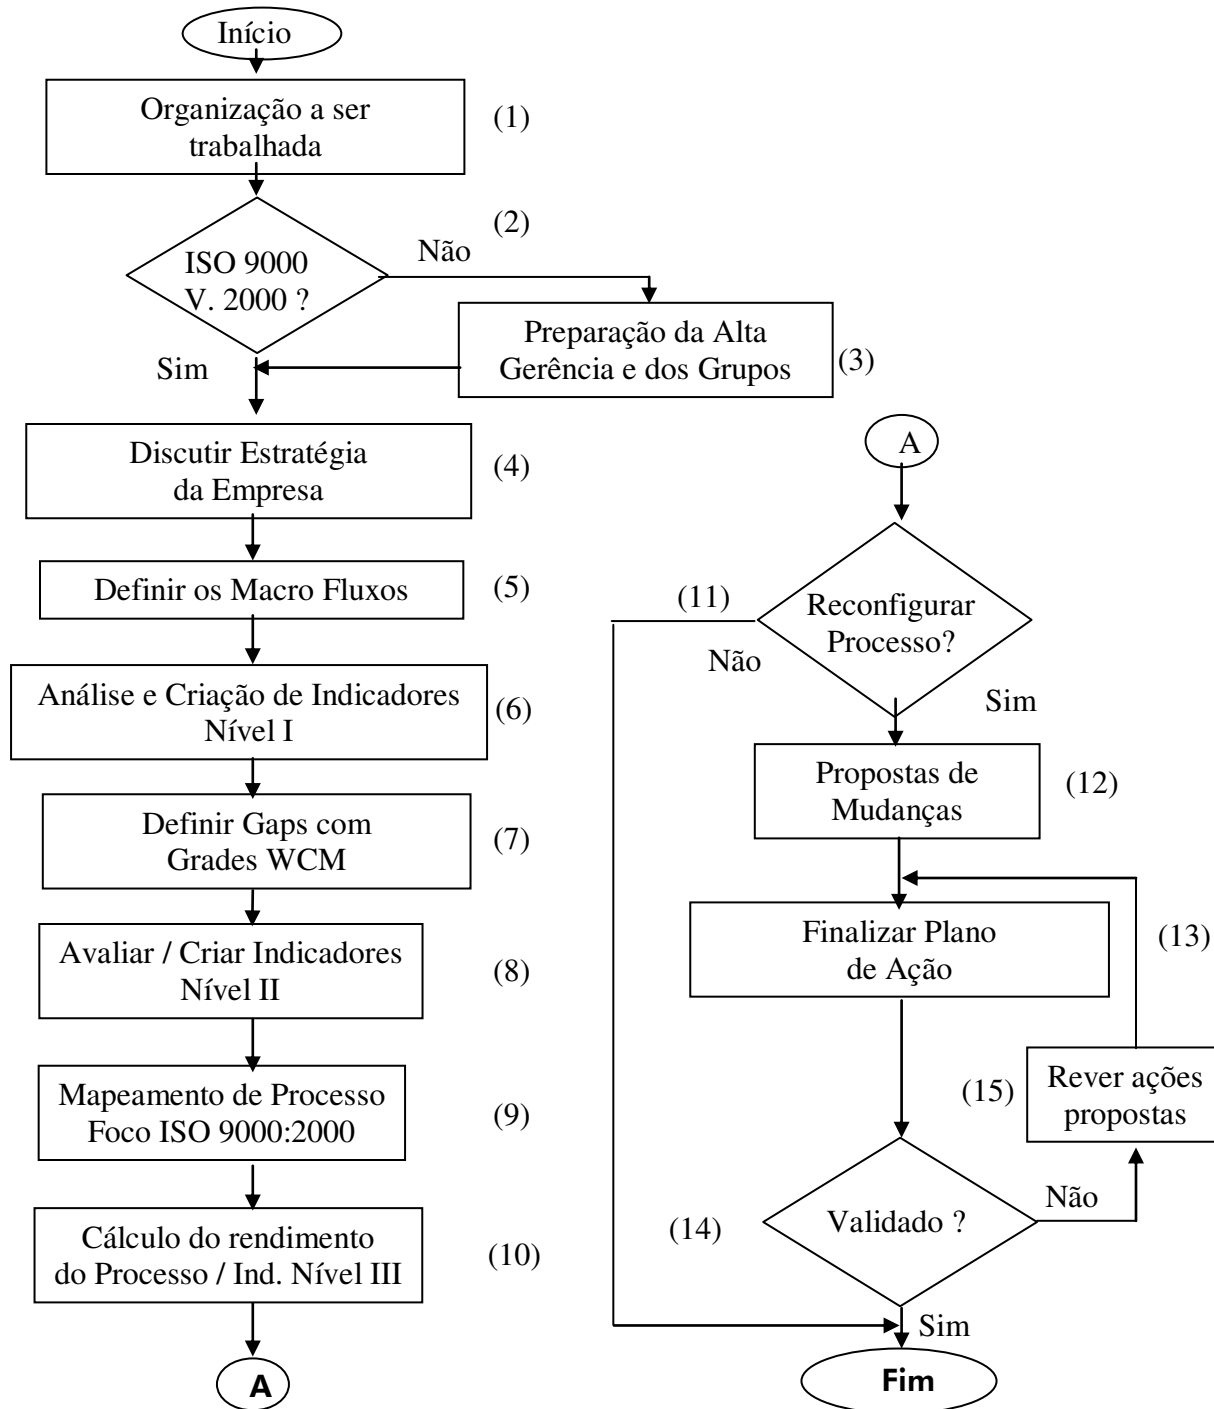 Início
Organização a ser
trabalhada
(1)
(2)
ISO 9000
V. 2000 ?
Não
Preparação da Alta
Gerência e dos Grupos
(3)
Sim
Discutir Estratégia
da Empresa
(4)
Definir os Macro Fluxos
(5)
Análise e Criação de Indicadores
Nível I
(6)
Definir Gaps com
Grades WCM
(7)
Avaliar / Criar Indicadores
Nível II
(8)
Mapeamento de Processo
Foco ISO 9000:2000
(9)
Cálculo do rendimento
do Processo / Ind. Nível III
(10)
A
A
(11)
Reconfigurar
Processo?
Não
Sim
Propostas de
Mudanças
(12)
Finalizar Plano
de Ação
(13)
Rever ações
propostas
(15)
Não
Validado ?
(14)
Sim
Fim